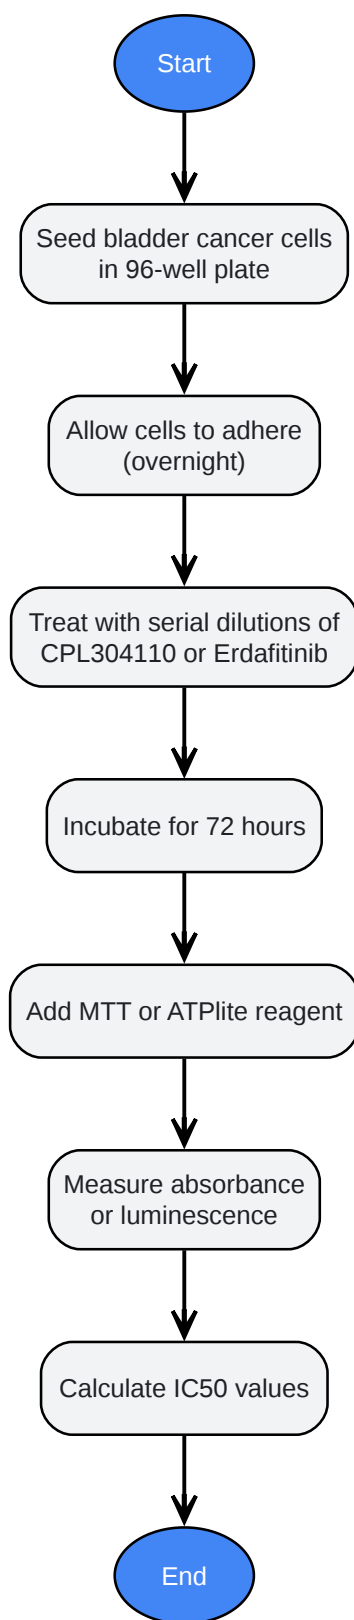 Start
Seed bladder cancer cells
in 96-well plate
Allow cells to adhere
(overnight)
Treat with serial dilutions of
CPL304110 or Erdafitinib
Incubate for 72 hours
Add MTT or ATPlite reagent
Measure absorbance
or luminescence
Calculate IC50 values
End